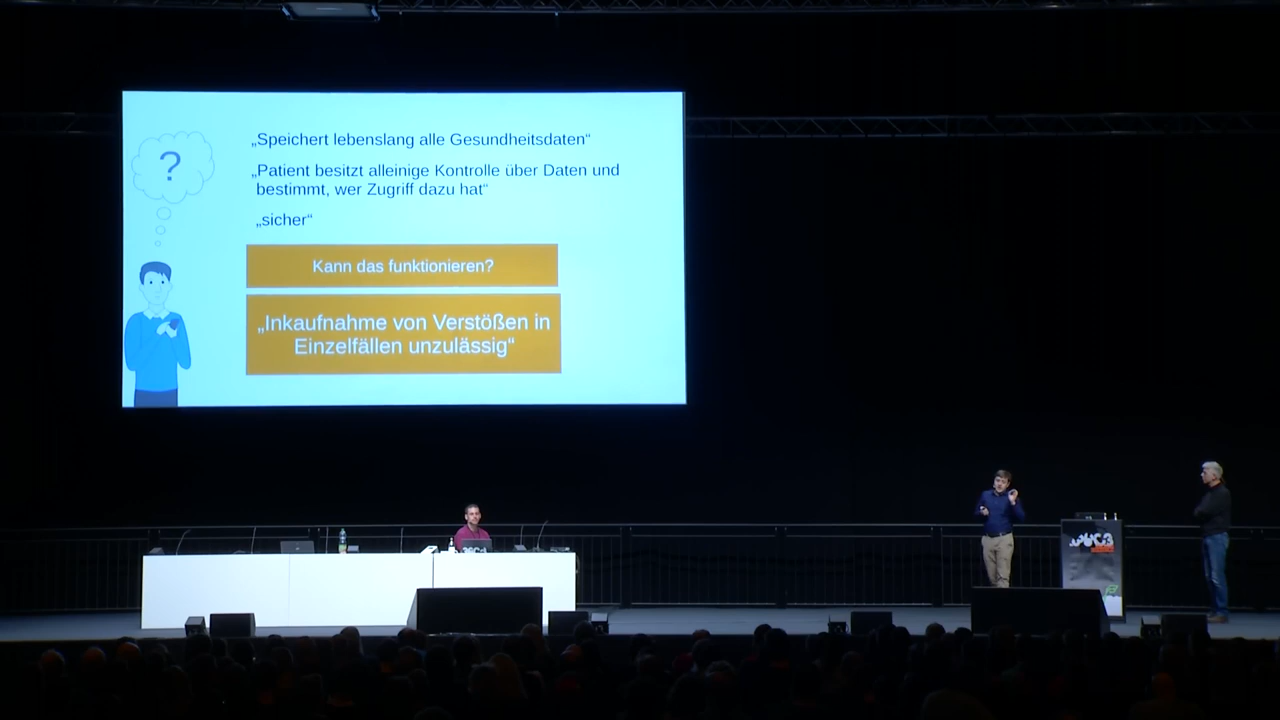 ?
„Speichert lebenslang alle Gesundheitsdaten“
„Patient besitzt alleinige Kontrolle über Daten und
bestimmt, wer Zugriff dazu hat“
„sicher“
Kann das funktionieren?
„Inkaufnahme von Verstößen in
Einzelfällen unzulässig“